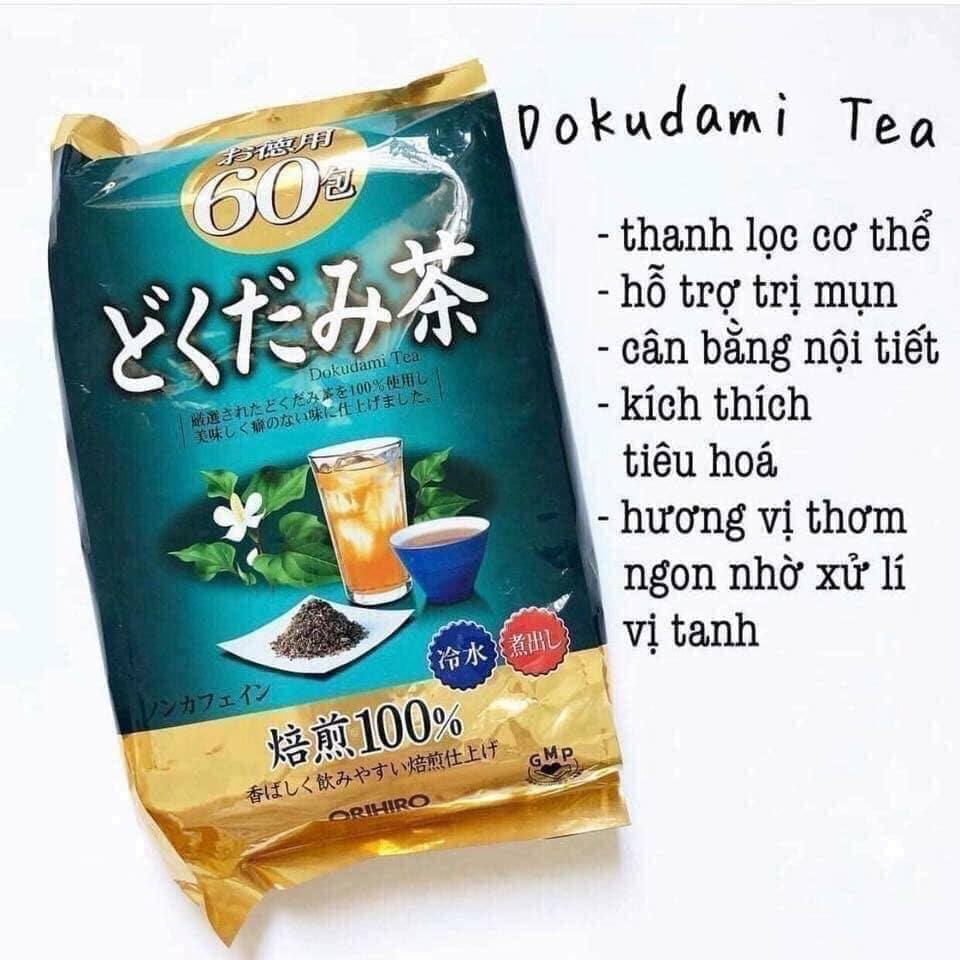 Dokudami Tea
- thanh lọc cơ thể
- hỗ trợ trị mụn
- cân bằng nội tiết
- kích thích
tiêu hoá
- hương vị thơm
ngon nhờ xử lí
vị tanh
お徳用
60包
どくだみ茶
Dokudami Tea
厳選されたどくだみ茶を100%使用し
美味しく癖のない味に仕上げました。
冷水
煮出し
ノンカフェイン
焙煎100%
香ばしく飲みやすい焙煎仕上げ
GMP
ORIHIRO